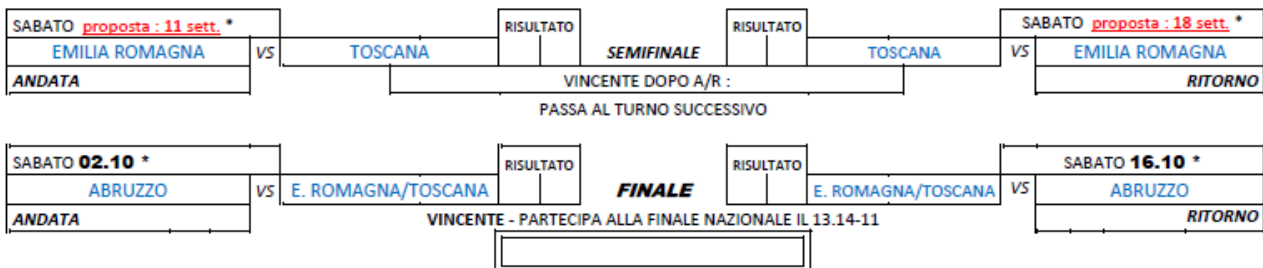 SABATO proposta : 11 sett. * RISULTATO RISULTATO SABATO proposta : 18 sett. *
EMILIA ROMAGNA VS TOSCANA SEMIFINALE TOSCANA VS EMILIA ROMAGNA
ANDATA VINCENTE DOPO A/R : RITORNO
PASSA AL TURNO SUCCESSIVO
SABATO 02.10 * RISULTATO RISULTATO SABATO 16.10 *
ABRUZZO VS E. ROMAGNA/TOSCANA FINALE E. ROMAGNA/TOSCANA VS ABRUZZO
ANDATA VINCENTE - PARTECIPA ALLA FINALE NAZIONALE IL 13.14-11 RITORNO